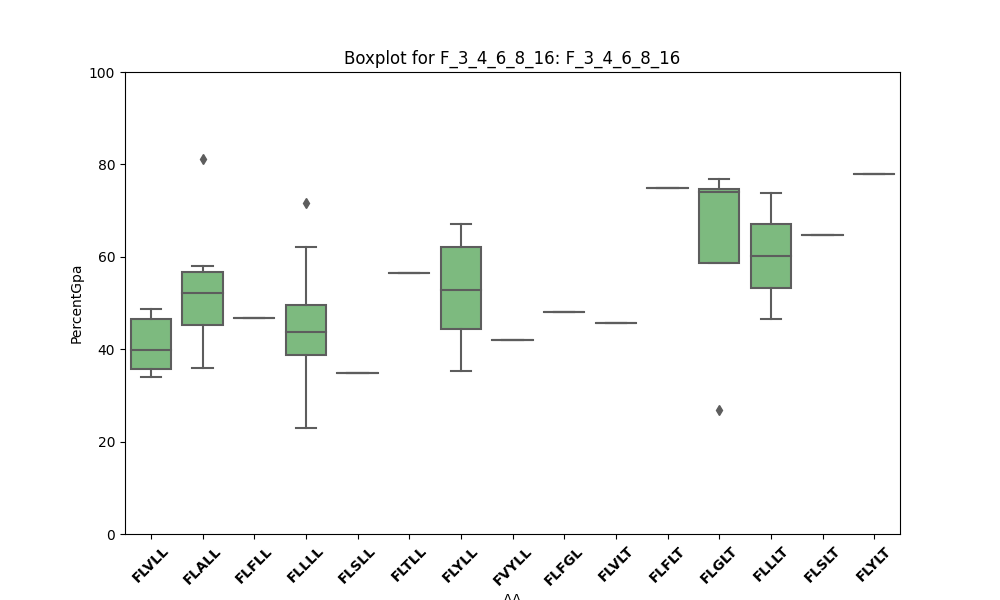 Boxplot for F_3_4_6_8_16: F_3_4_6_8_16
PercentGpa
100
80
60
40
20
0
FLVLL
FLALL
FLFLL
FLLLL
FLSLL
FLTLL
FLYLL
FVYLL
FLFGL
FLVLT
FLFLT
FLGLT
FLLLT
FLSLT
FLYLT
AA